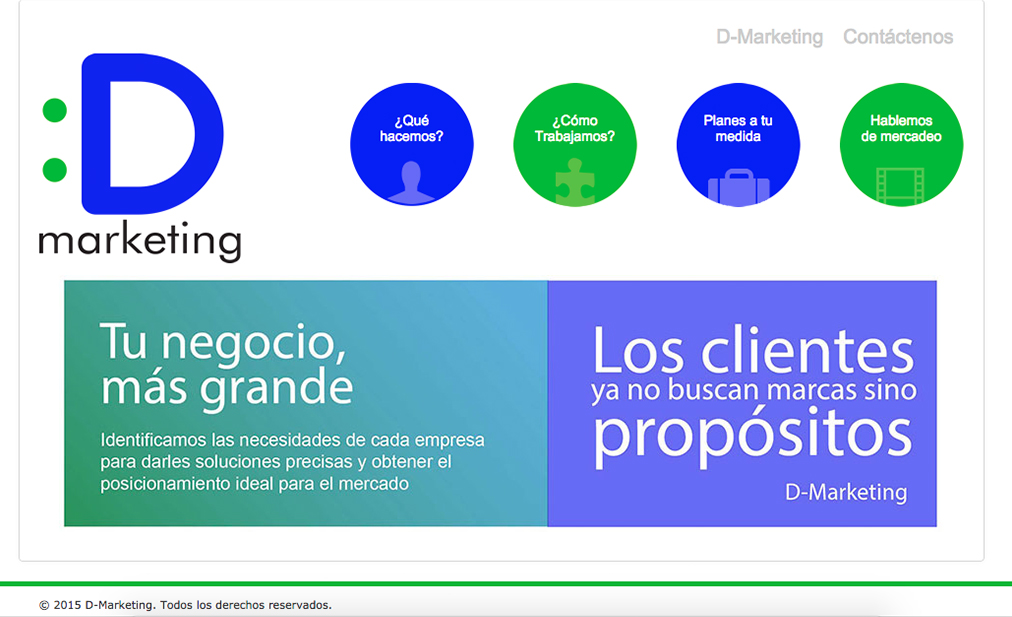 D-Marketing Contáctenos
:D
marketing
¿Qué
hacemos?
¿Cómo
Trabajamos?
Planes a tu
medida
Hablemos
de mercadeo
Tu negocio,
más grande
Identificamos las necesidades de cada empresa
para darles soluciones precisas y obtener el
posicionamiento ideal para el mercado
Los clientes
ya no buscan marcas sino
propósitos
D-Marketing
© 2015 D-Marketing. Todos los derechos reservados.